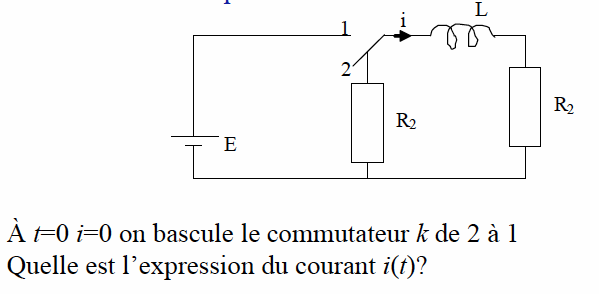 L
i
1
2
R2
R2
E
À t=0 i=0 on bascule le commutateur k de 2 à 1
Quelle est l’expression du courant i(t)?